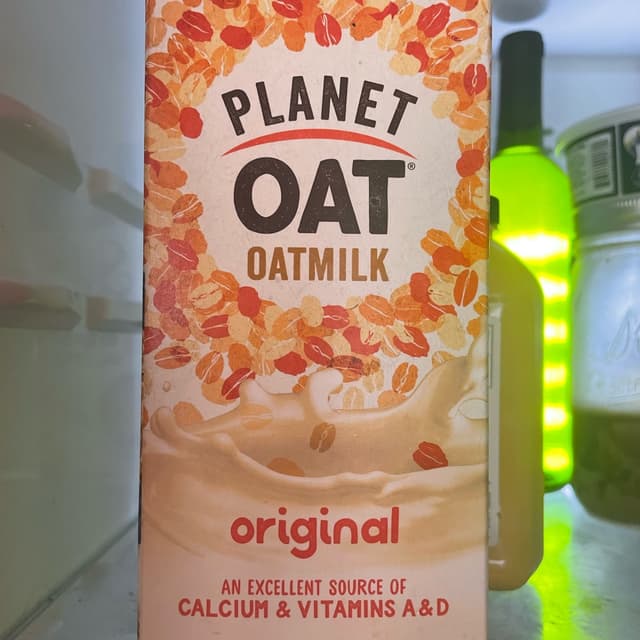 PLANET
OAT®
OATMILK
original
AN EXCELLENT SOURCE OF
CALCIUM & VITAMINS A & D